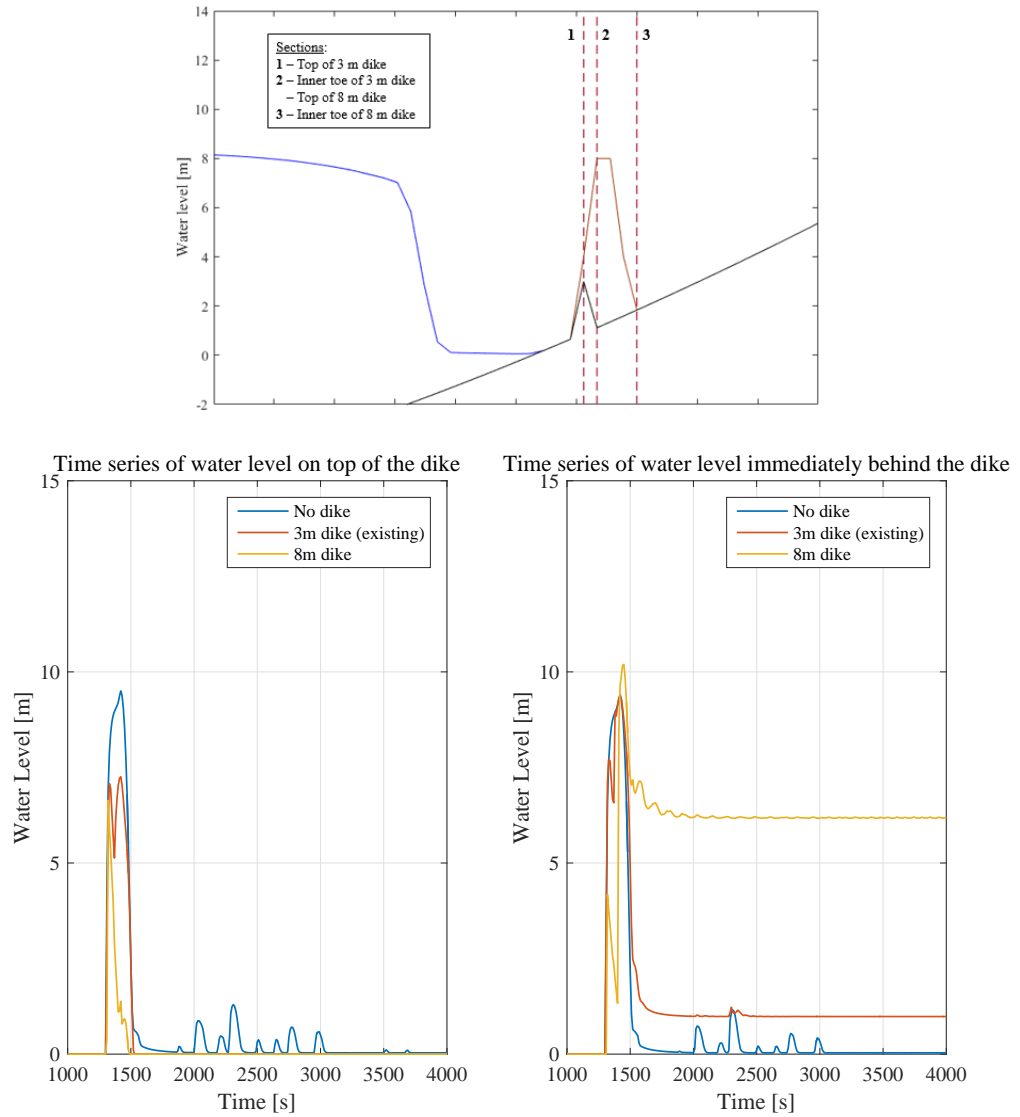 14
12
10
8
6
4
2
0
-2
Water level [m]
Sections:
1 – Top of 3 m dike
2 – Inner toe of 3 m dike
– Top of 8 m dike
3 – Inner toe of 8 m dike
1
2
3
Time series of water level on top of the dike
15
10
5
0
Water Level [m]
No dike
3m dike (existing)
8m dike
1000 1500 2000 2500 3000 3500 4000
Time [s]
Time series of water level immediately behind the dike
15
10
5
0
Water Level [m]
No dike
3m dike (existing)
8m dike
1000 1500 2000 2500 3000 3500 4000
Time [s]